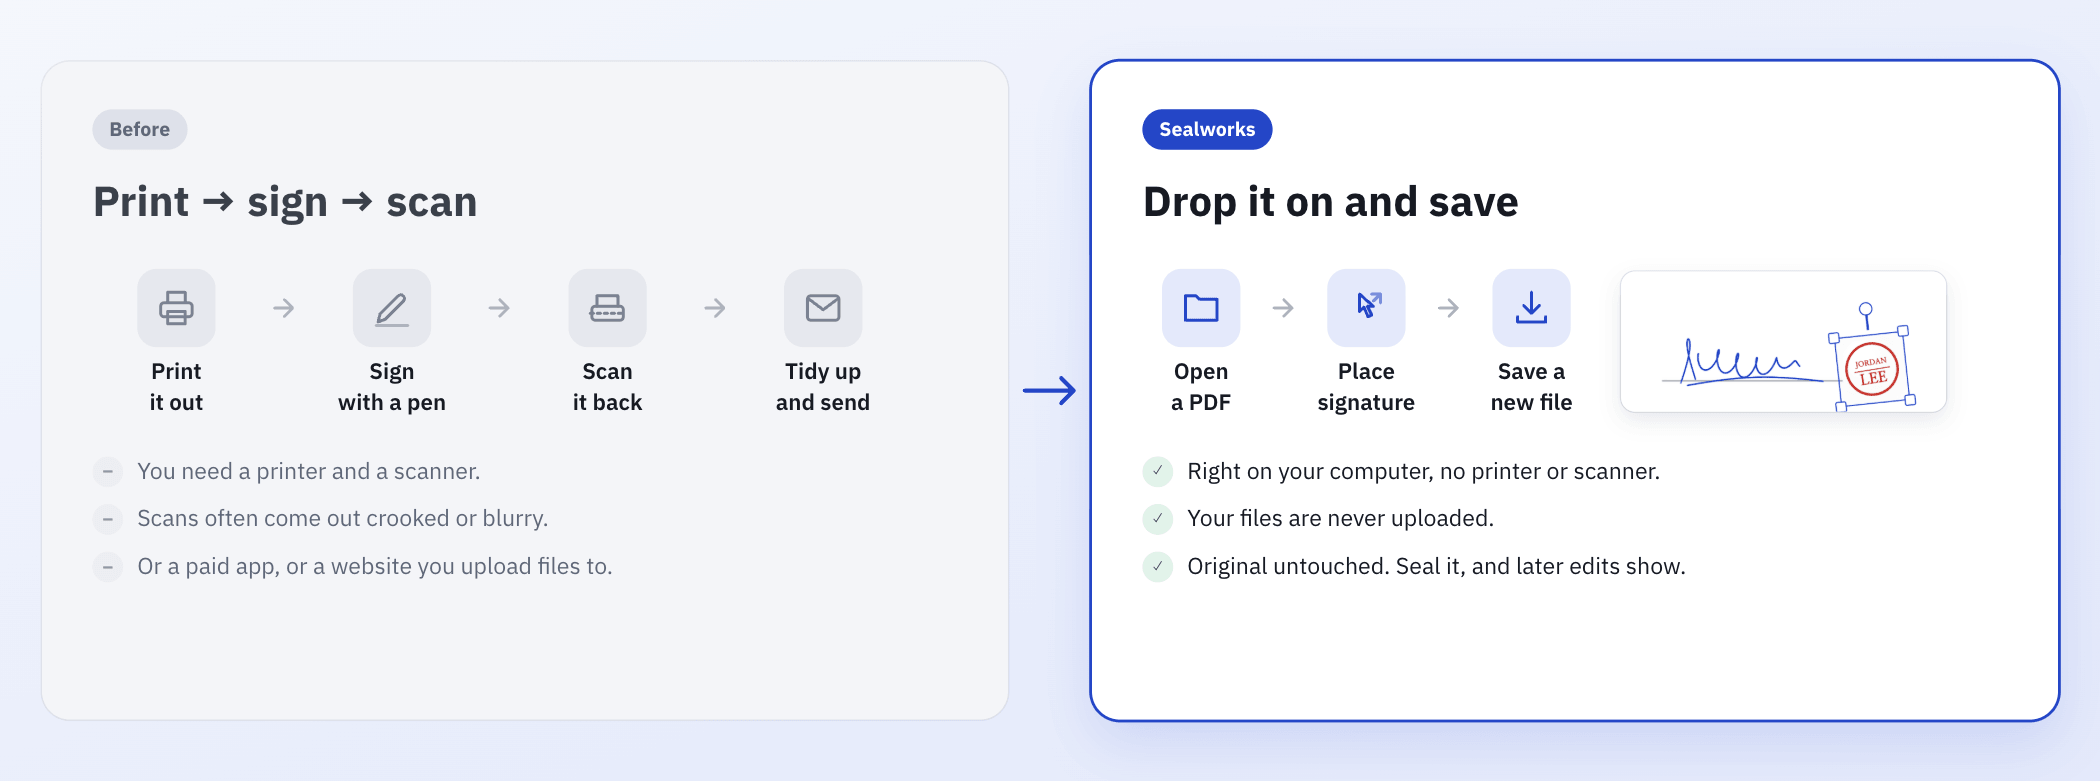 Before
Print → sign → scan
Print
it out
Sign
with a pen
Scan
it back
Tidy up
and send
You need a printer and a scanner.
Scans often come out crooked or blurry.
Or a paid app, or a website you upload files to.
Sealworks
Drop it on and save
Open
a PDF
Place
signature
Save a
new file
JORDAN
LEE
Right on your computer, no printer or scanner.
Your files are never uploaded.
Original untouched. Seal it, and later edits show.